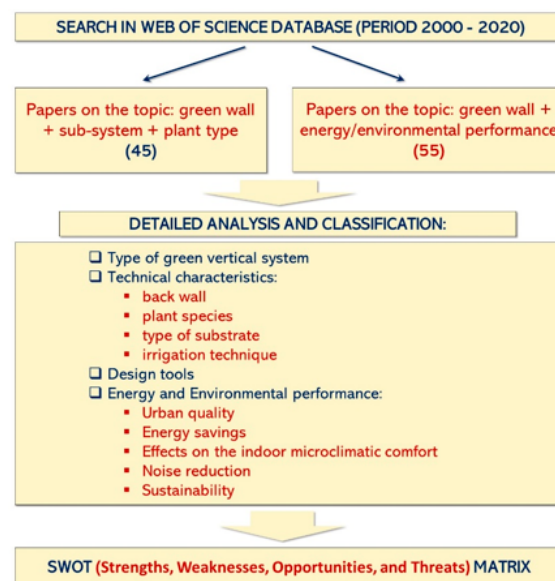 SEARCH IN WEB OF SCIENCE DATABASE (PERIOD 2000 - 2020)
Papers on the topic: green wall
+ sub-system + plant type
(45)
Papers on the topic: green wall +
energy/environmental performance
(55)
DETAILED ANALYSIS AND CLASSIFICATION:
❑ Type of green vertical system
❑ Technical characteristics:
▪ back wall
▪ plant species
▪ type of substrate
▪ irrigation technique
❑ Design tools
❑ Energy and Environmental performance:
▪ Urban quality
▪ Energy savings
▪ Effects on the indoor microclimatic comfort
▪ Noise reduction
▪ Sustainability
SWOT (Strengths, Weaknesses, Opportunities, and Threats) MATRIX